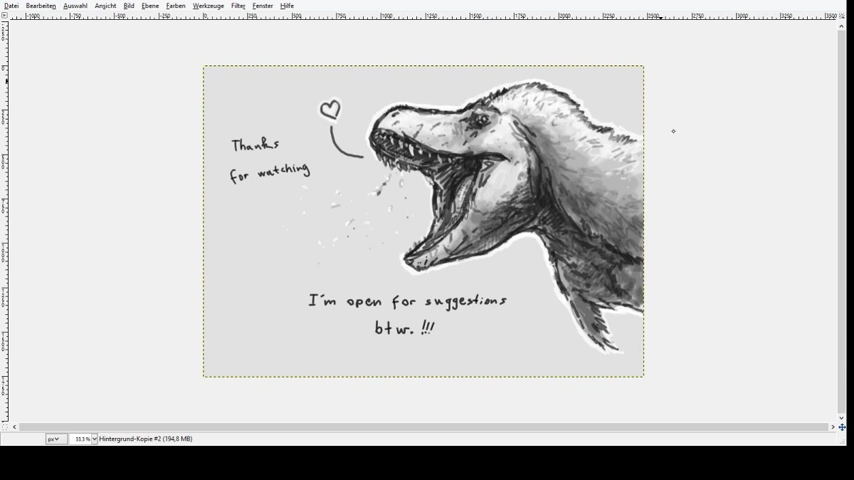 Datei Bearbeiten Auswahl Ansicht Bild Ebene Farben Werkzeuge Filter Fenster Hilfe
Thanks
for watching
I'm open for suggestions
btw. !!!
px 33,3 % Hintergrund-Kopie #2 (194,8 MB)